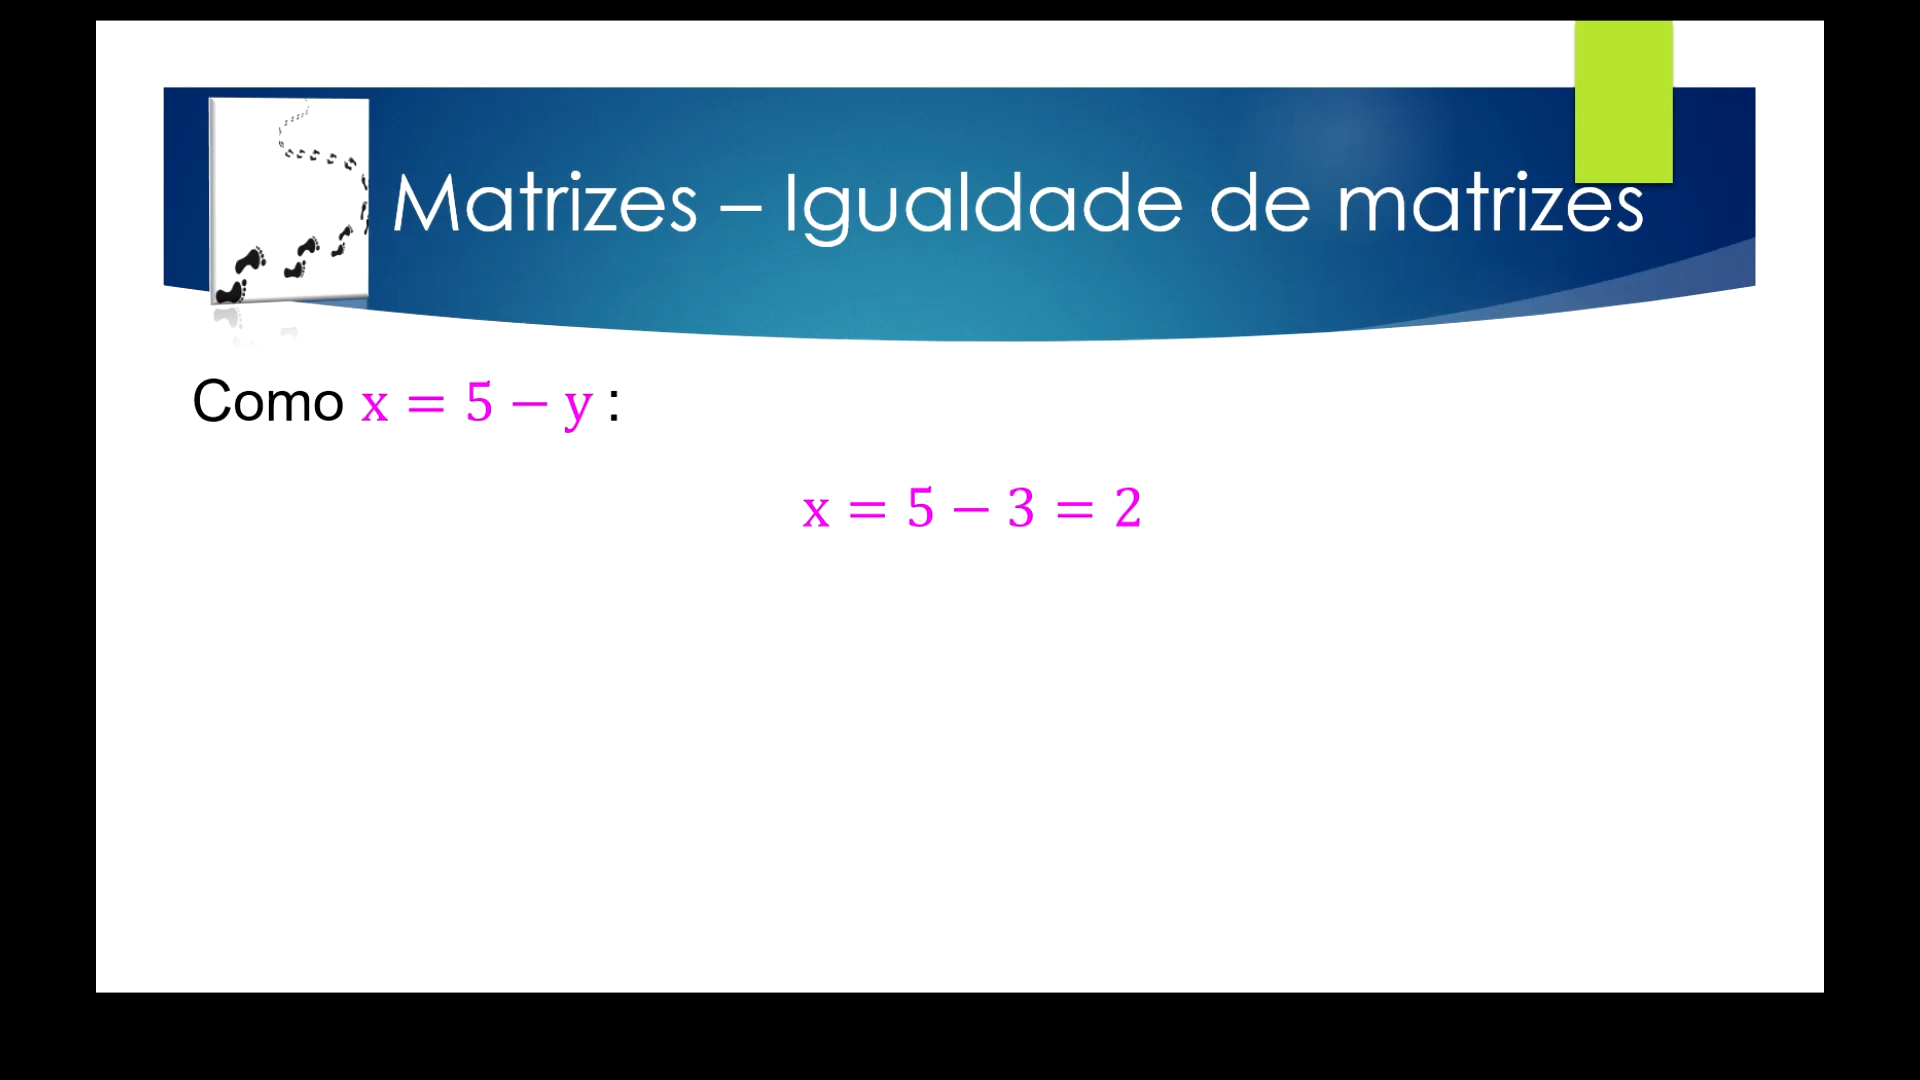 Matrizes – Igualdade de matrizes
Como x = 5 − y :
x = 5 − 3 = 2